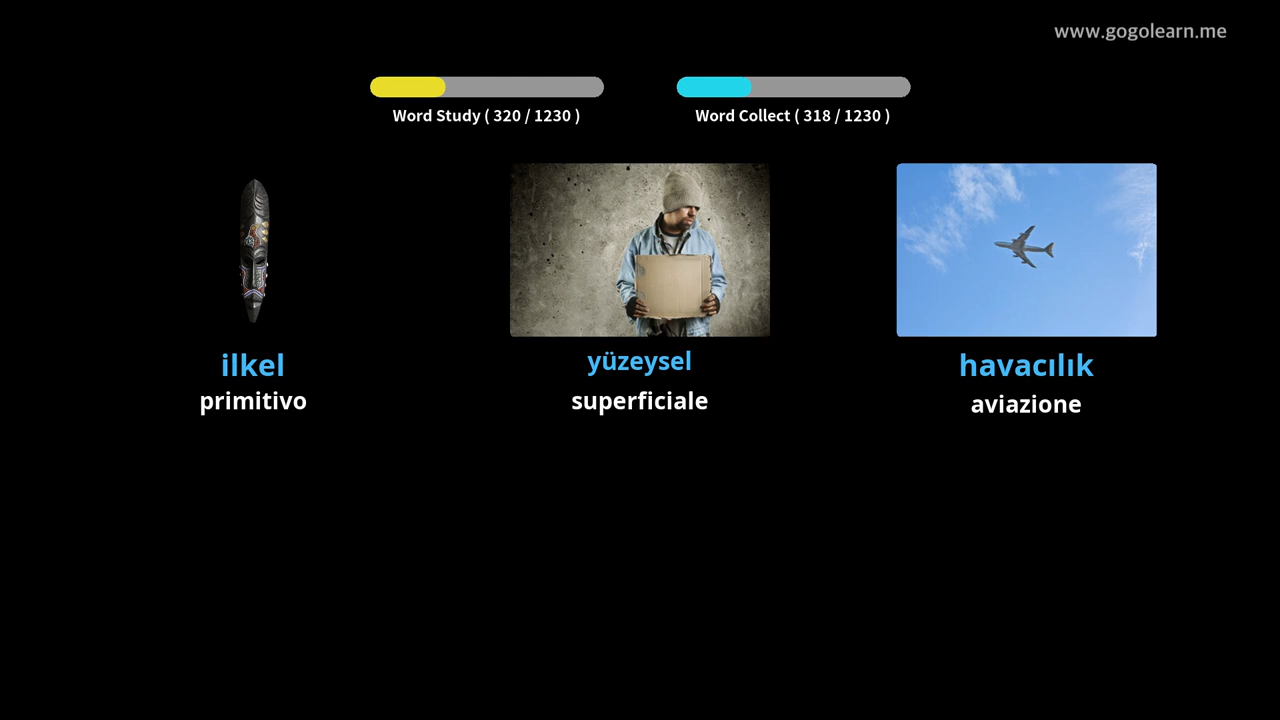 www.gogolearn.me
Word Study ( 320 / 1230 )
Word Collect ( 318 / 1230 )
ilkel
primitivo
yüzeysel
superficiale
havacılık
aviazione